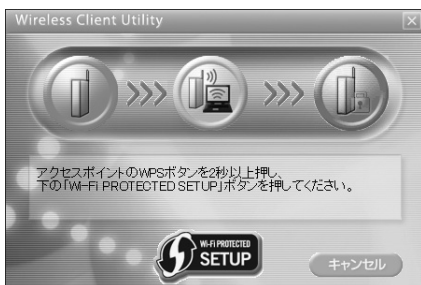 Wireless Client Utility
アクセスポイントのWPSボタンを2秒以上押し、
下の「Wi-Fi PROTECTED SETUP」ボタンを押してください。
Wi-Fi PROTECTED
SETUP
キャンセル